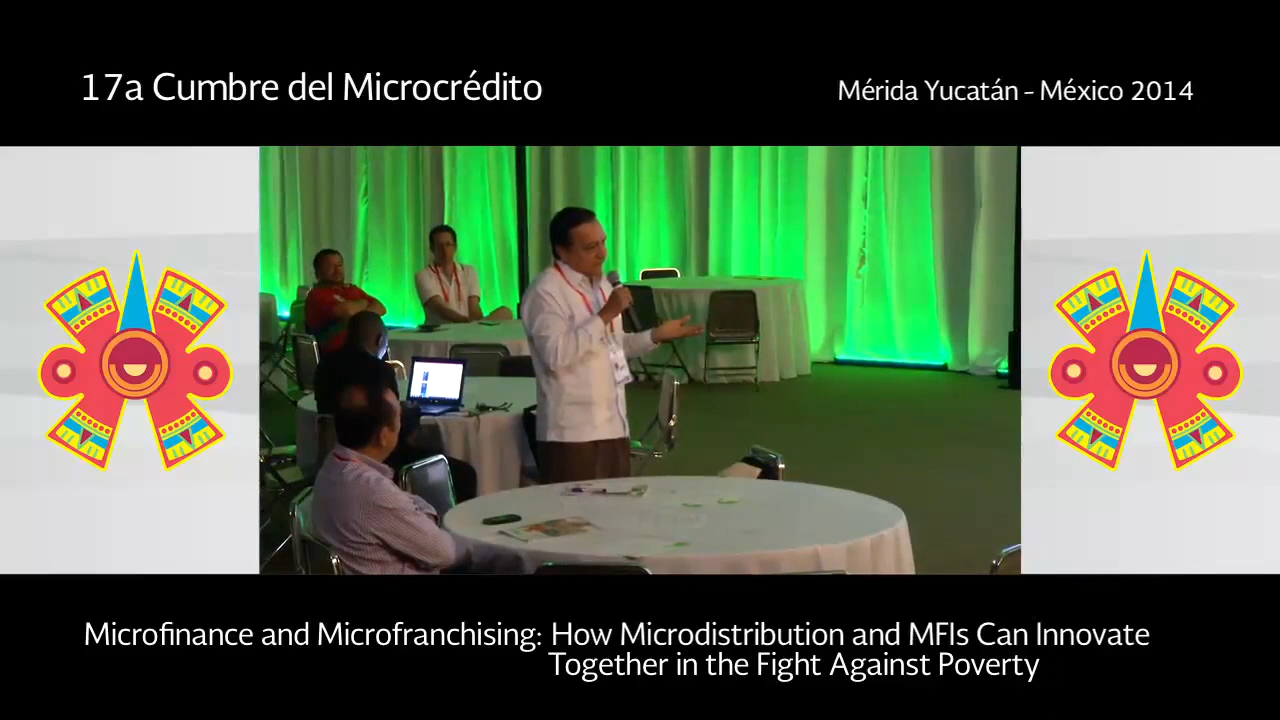 17a Cumbre del Microcrédito
Mérida Yucatán - México 2014
Microfinance and Microfranchising: How Microdistribution and MFIs Can Innovate
Together in the Fight Against Poverty